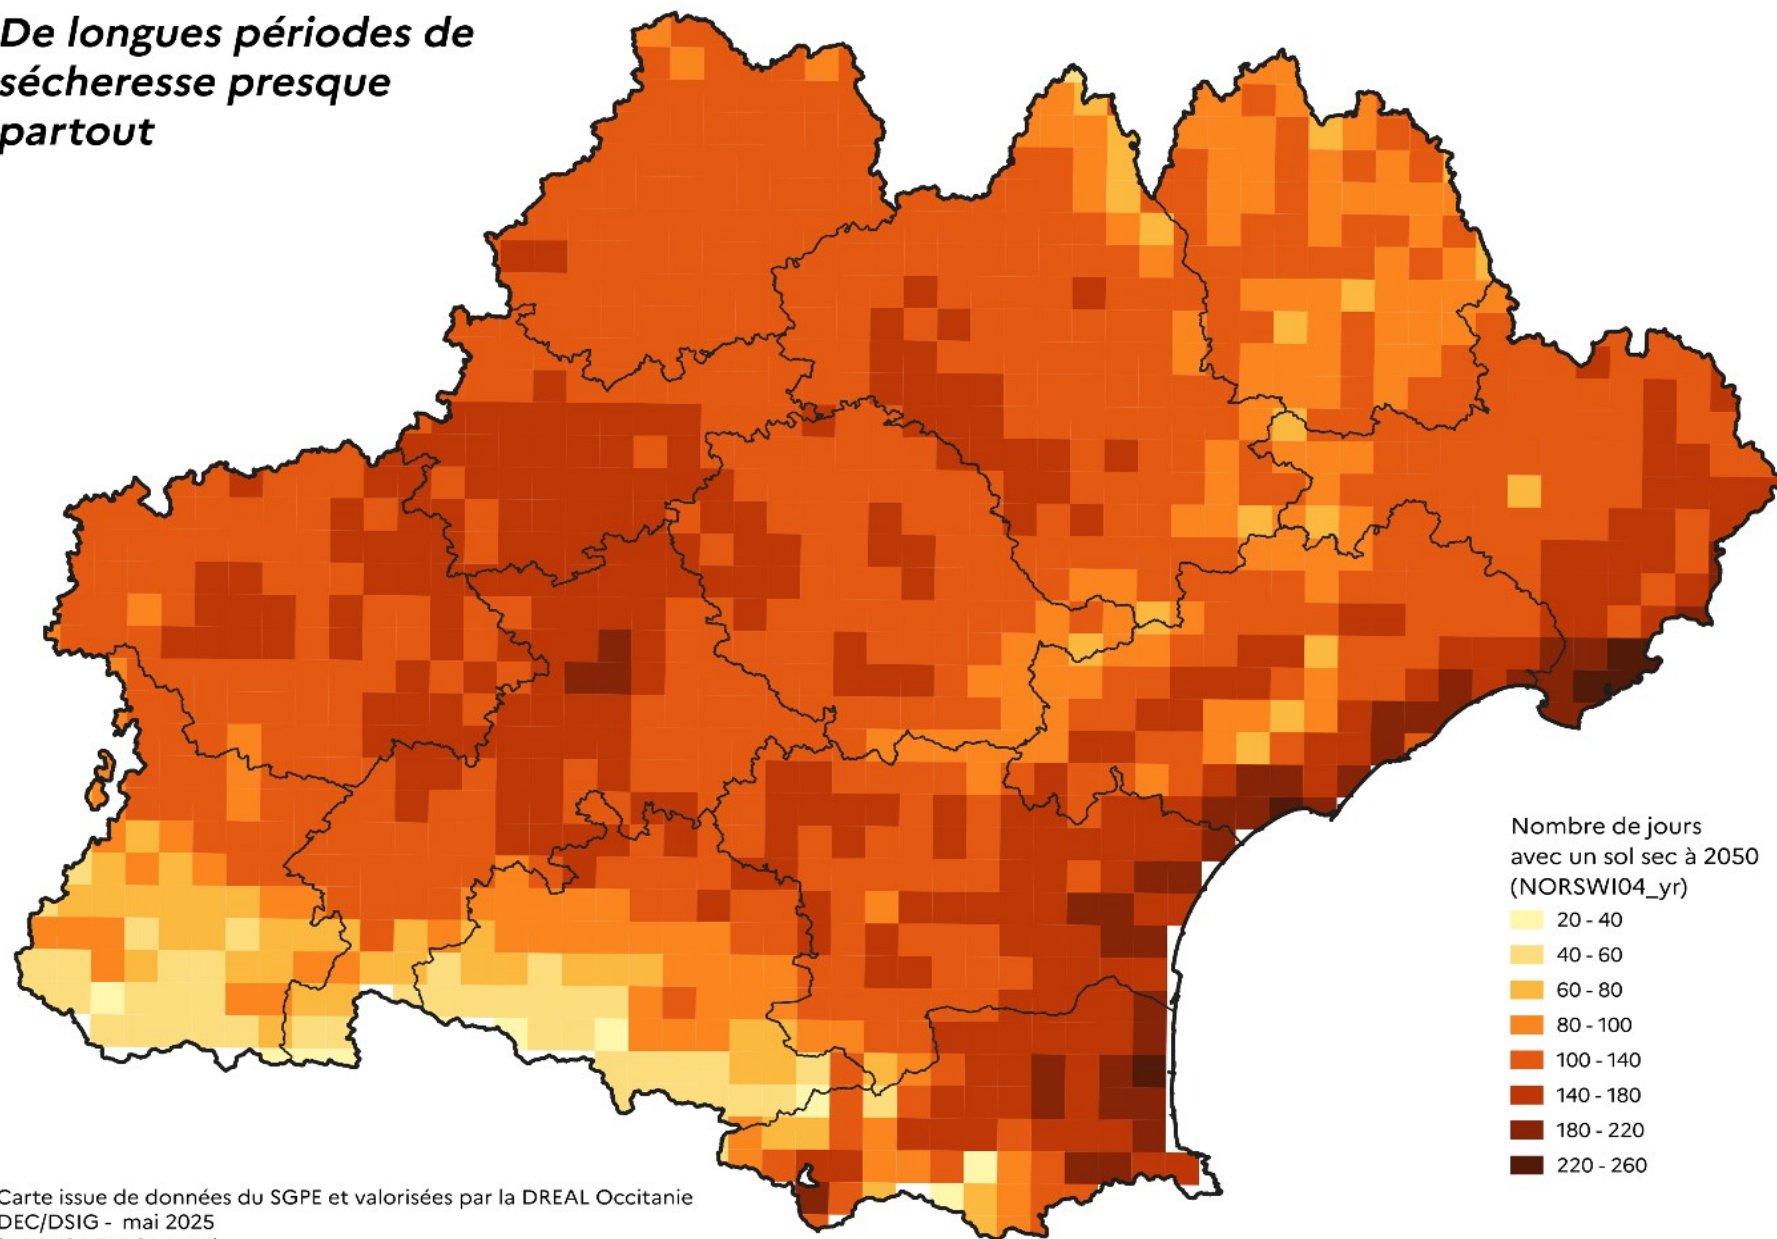 De longues périodes de
sécheresse presque
partout
Nombre de jours
avec un sol sec à 2050
(NORSWI04_yr)
20 - 40
40 - 60
60 - 80
80 - 100
100 - 140
140 - 180
180 - 220
220 - 260
Carte issue de données du SGPE et valorisées par la DREAL Occitanie
DEC/DSIG - mai 2025